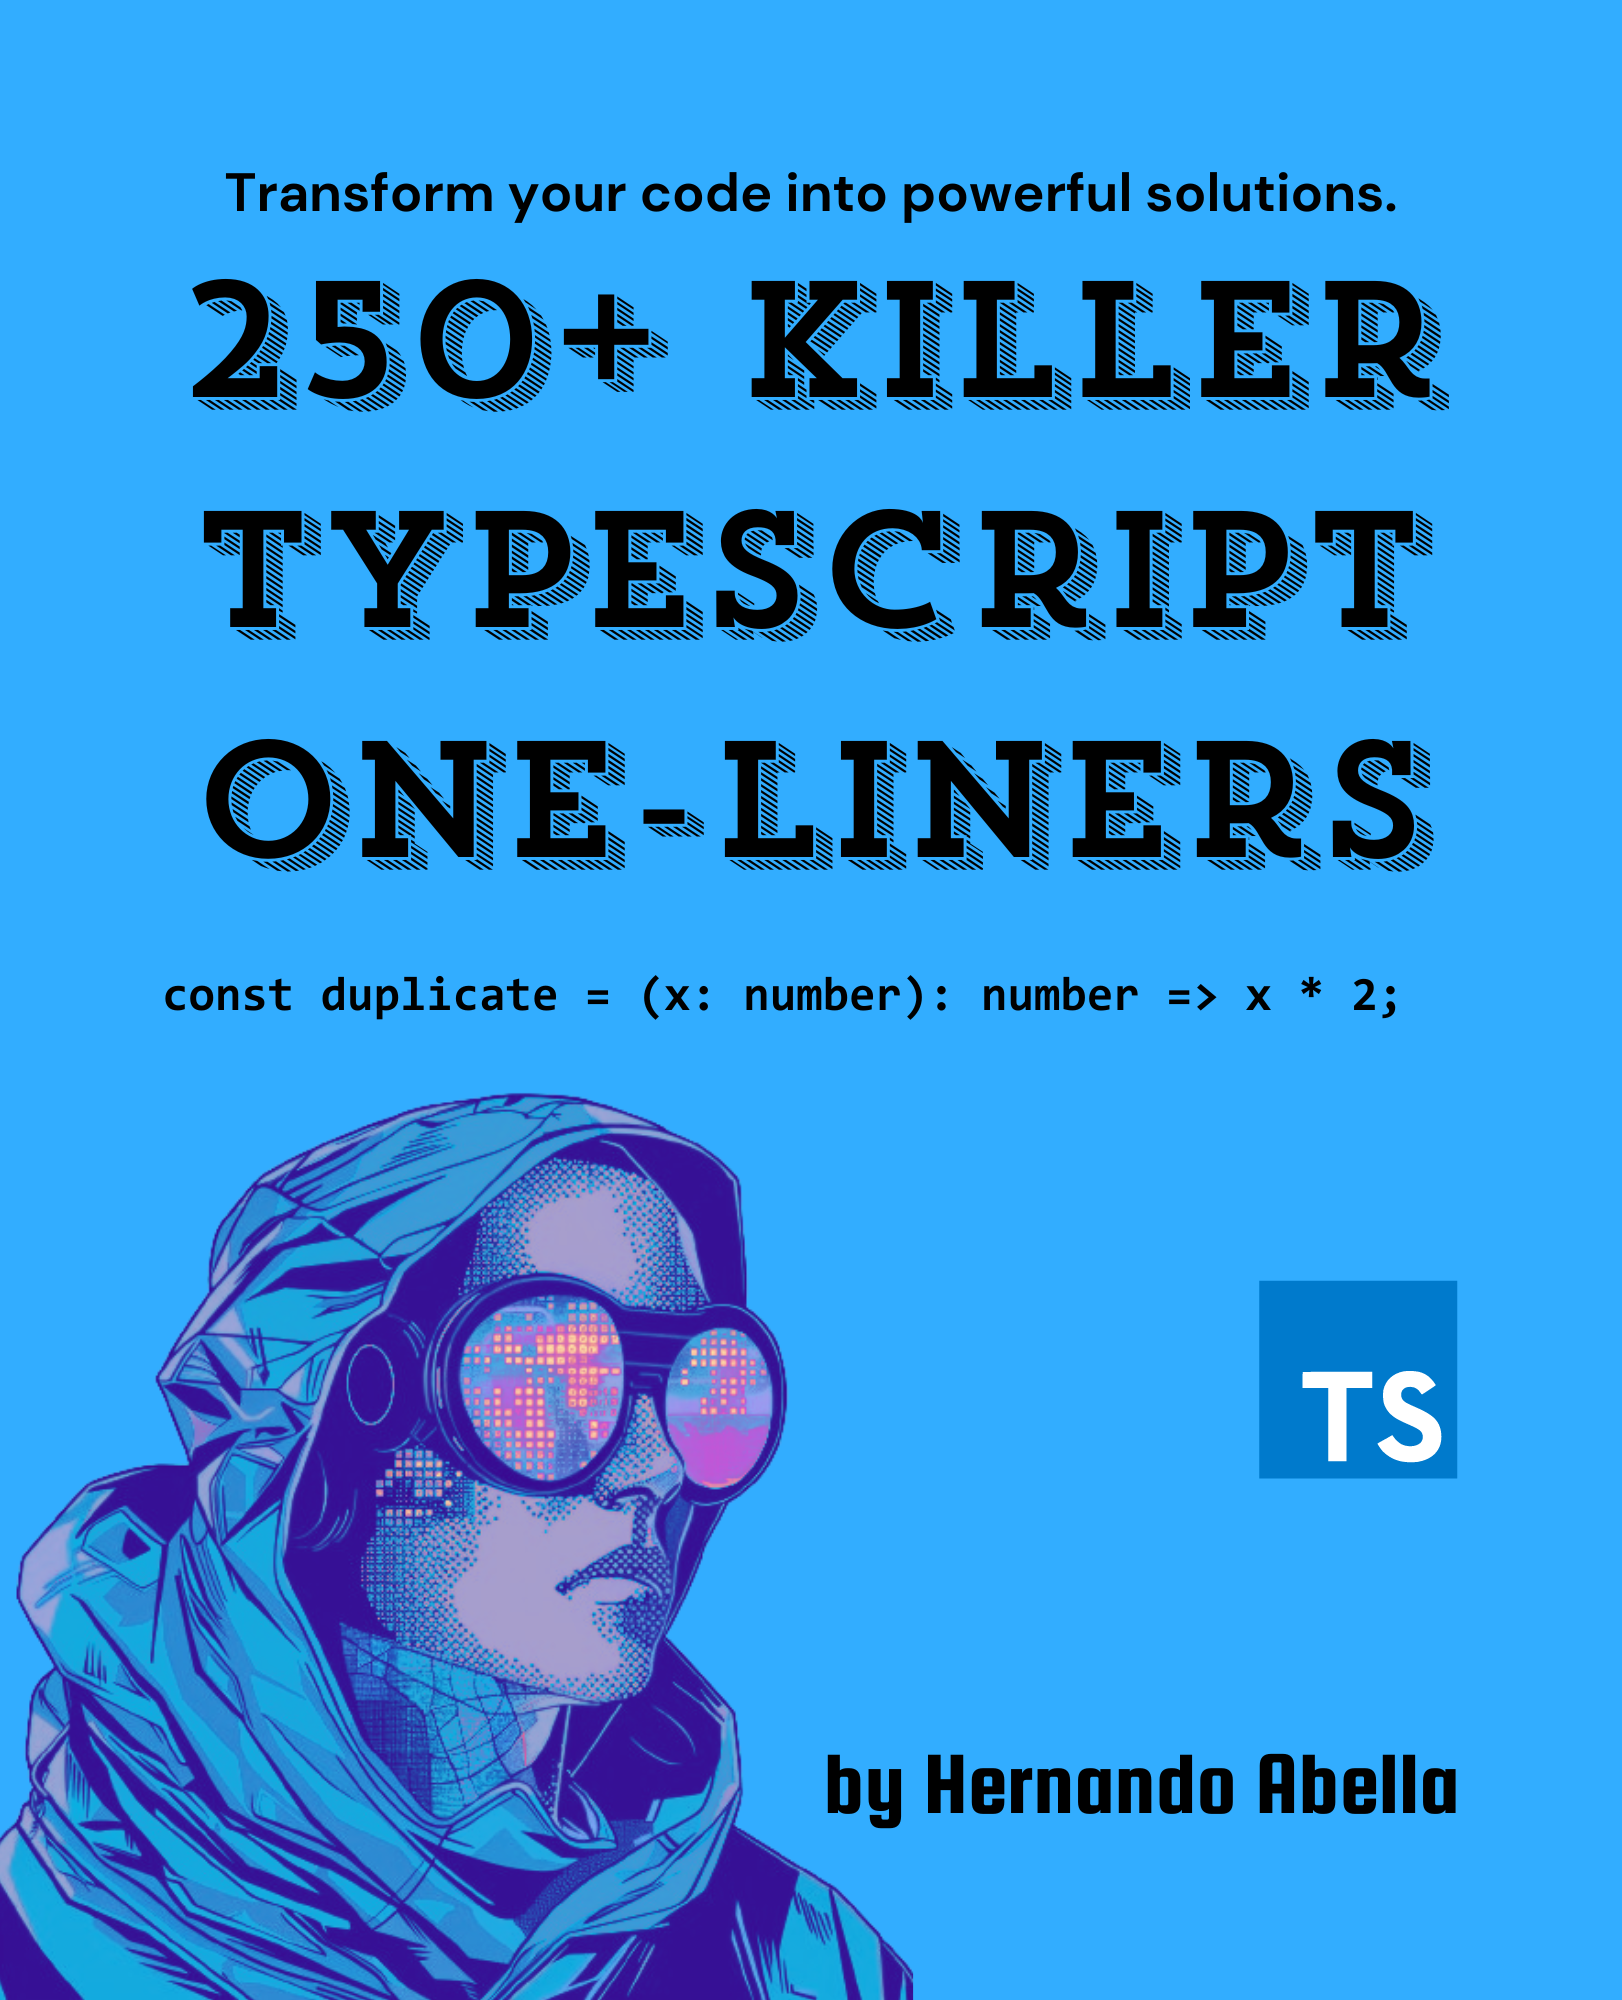 Transform your code into powerful solutions.
250+ KILLER
TYPESCRIPT
ONE-LINERS
const duplicate = (x: number): number => x * 2;
TS
by Hernando Abella